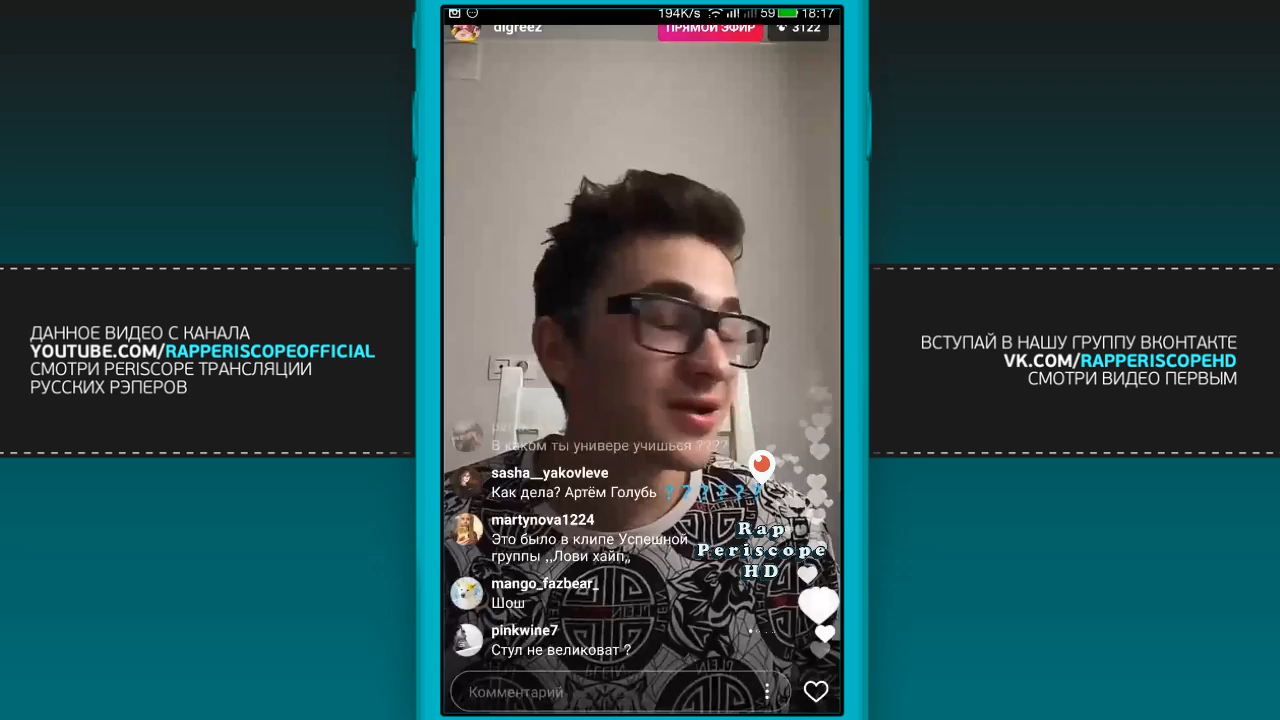 194K/s 59 18:17
digreez
ПРЯМОЙ ЭФИР
3122
ДАННОЕ ВИДЕО С КАНАЛА
YOUTUBE.COM/RAPPERISCOPEOFFICIAL
СМОТРИ PERISCOPE ТРАНСЛЯЦИИ
РУССКИХ РЭПЕРОВ
ВСТУПАЙ В НАШУ ГРУППУ ВКОНТАКТЕ
VK.COM/RAPPERISCOPEHD
СМОТРИ ВИДЕО ПЕРВЫМ
В каком ты универе учишься ????
sasha__yakovleve
Как дела? Артём Голубь ??????
martynova1224
Это было в клипе Успешной
группы ,,Лови хайп,,
mango_fazbear_
Шош
pinkwine7
Стул не великоват ?
Rap
Periscope
HD
Комментарий